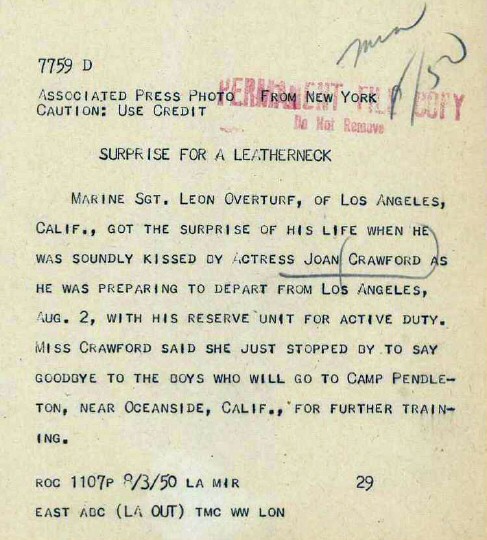 7759 D
8/50
PERMANENT FILE COPY
Do Not Remove
ASSOCIATED PRESS PHOTO FROM NEW YORK
CAUTION: USE CREDIT
SURPRISE FOR A LEATHERNECK
MARINE SGT. LEON OVERTURF, OF LOS ANGELES,
CALIF., GOT THE SURPRISE OF HIS LIFE WHEN HE
WAS SOUNDLY KISSED BY ACTRESS JOAN CRAWFORD AS
HE WAS PREPARING TO DEPART FROM LOS ANGELES,
AUG. 2, WITH HIS RESERVE UNIT FOR ACTIVE DUTY.
MISS CRAWFORD SAID SHE JUST STOPPED BY TO SAY
GOODBYE TO THE BOYS WHO WILL GO TO CAMP PENDLE-
TON, NEAR OCEANSIDE, CALIF., FOR FURTHER TRAIN-
ING.
ROC 1107P 8/3/50 LA MIR 29
EAST ABC (LA OUT) TMC WW LON